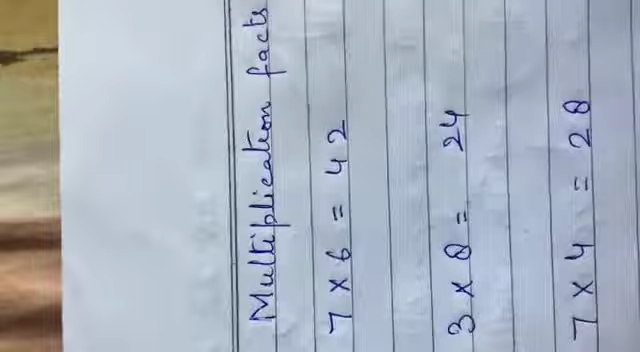 Multiplication facts
7 x 6 = 42
3 x 8 = 24
7 x 4 = 28